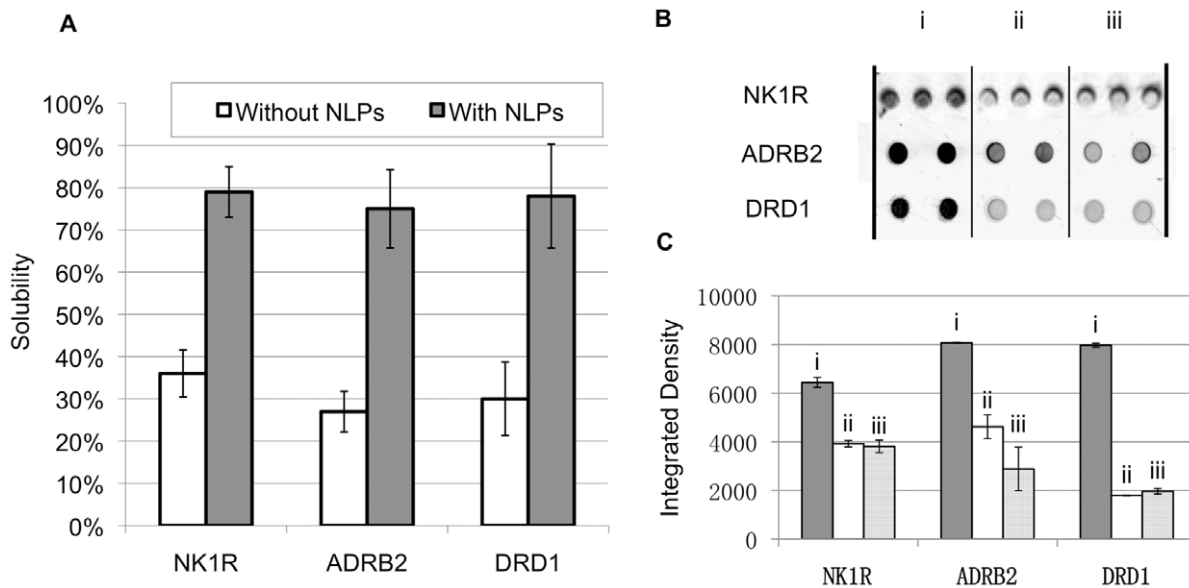 A
Without NLPs With NLPs
100%
90%
80%
70%
60%
50%
40%
30%
20%
10%
0%
Solubility
NK1R ADRB2 DRD1
B
i ii iii
NK1R
ADRB2
DRD1
C
10000
8000
6000
4000
2000
0
Integrated Density
i ii iii
i ii iii
i ii iii
NK1R ADRB2 DRD1